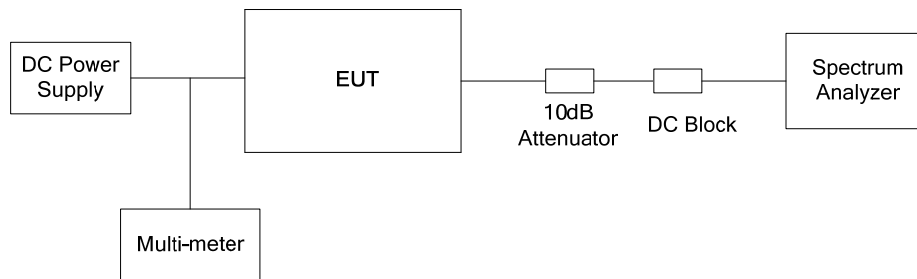 DC Power
Supply
EUT
10dB
Attenuator
DC Block
Spectrum
Analyzer
Multi-meter